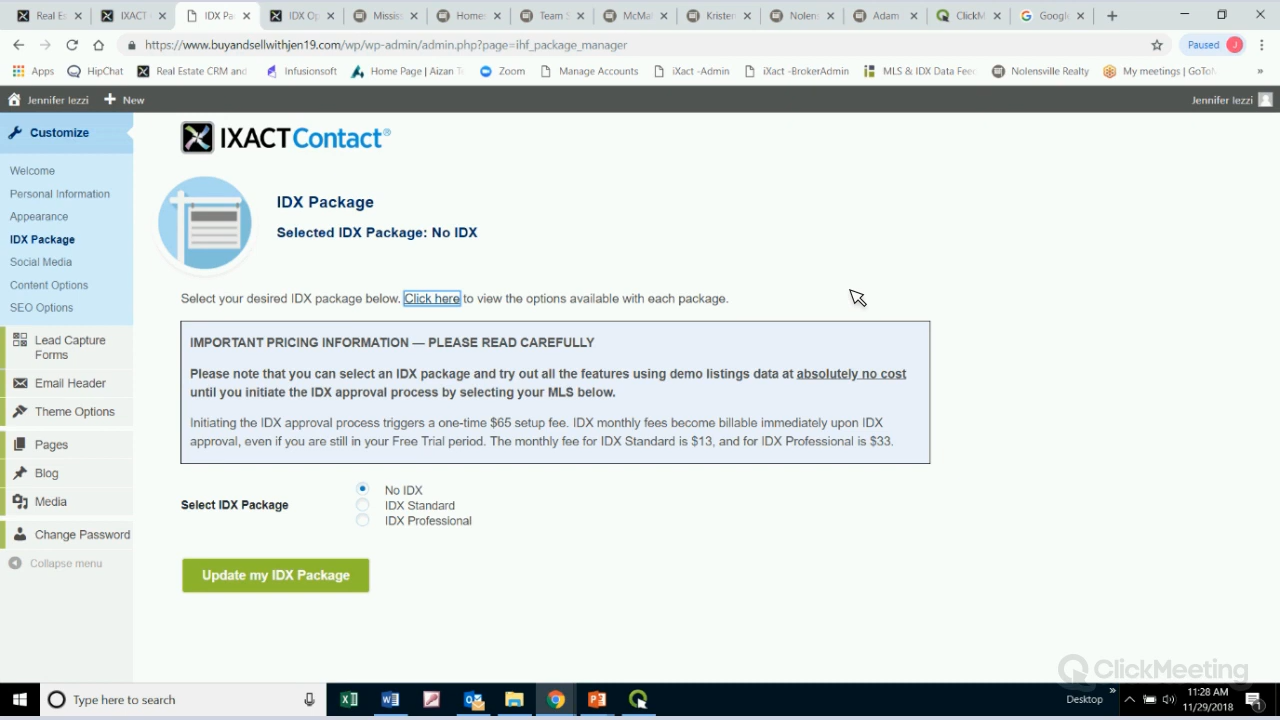 Real Es
IXACT C
IDX Pac
IDX Op
Mississ
Homes
Team S
McMa
Kristen
Nolens
Adam
ClickM
Google
https://www.buyandsellwithjen19.com/wp/wp-admin/admin.php?page=ihf_package_manager
Paused
J
Apps
HipChat
Real Estate CRM and
Infusionsoft
Home Page | Aizan T
Zoom
Manage Accounts
iXact -Admin
iXact -BrokerAdmin
MLS & IDX Data Feed
Nolensville Realty
My meetings | GoTo
»
Jennifer Iezzi
New
Jennifer Iezzi
Customize
Welcome
Personal Information
Appearance
IDX Package
Social Media
Content Options
SEO Options
Lead Capture
Forms
Email Header
Theme Options
Pages
Blog
Media
Change Password
Collapse menu
IXACTContact®
IDX Package
Selected IDX Package: No IDX
Select your desired IDX package below. Click here to view the options available with each package.
IMPORTANT PRICING INFORMATION — PLEASE READ CAREFULLY
Please note that you can select an IDX package and try out all the features using demo listings data at absolutely no cost
until you initiate the IDX approval process by selecting your MLS below.
Initiating the IDX approval process triggers a one-time $65 setup fee. IDX monthly fees become billable immediately upon IDX
approval, even if you are still in your Free Trial period. The monthly fee for IDX Standard is $13, and for IDX Professional is $33.
Select IDX Package
No IDX
IDX Standard
IDX Professional
Update my IDX Package
ClickMeeting
Type here to search
Desktop
»
11:28 AM
11/29/2018
1